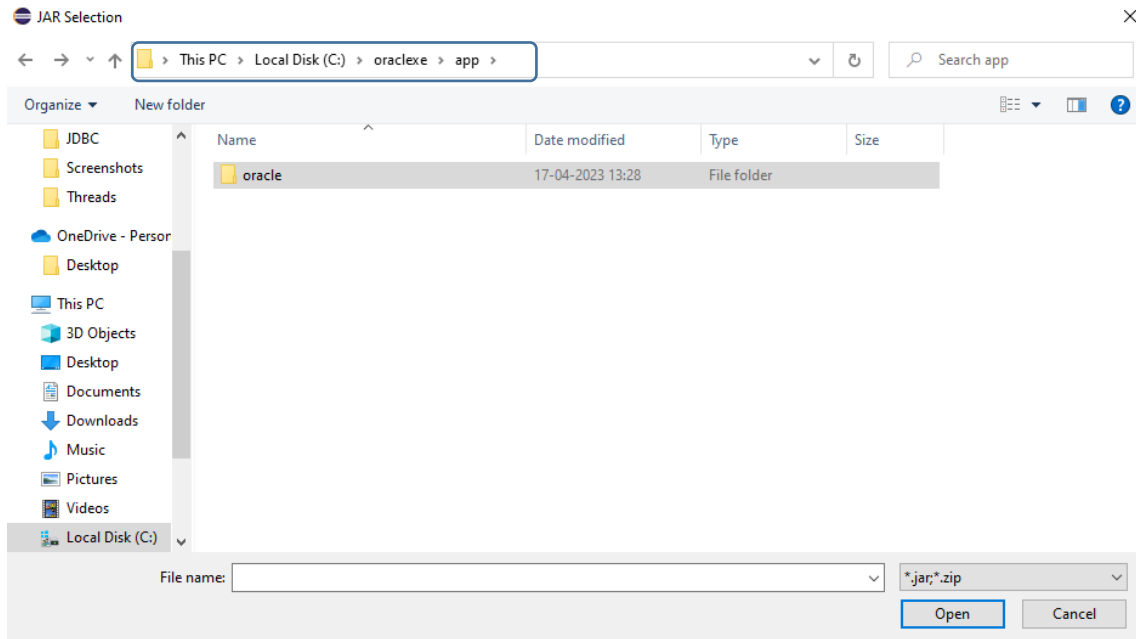 JAR Selection
This PC > Local Disk (C:) > oraclexe > app >
Search app
Organize
New folder
?
JDBC
Screenshots
Threads
OneDrive - Person
Desktop
This PC
3D Objects
Desktop
Documents
Downloads
Music
Pictures
Videos
Local Disk (C:)
Name
Date modified
Type
Size
oracle
17-04-2023 13:28
File folder
File name:
*.jar;*.zip
Open
Cancel